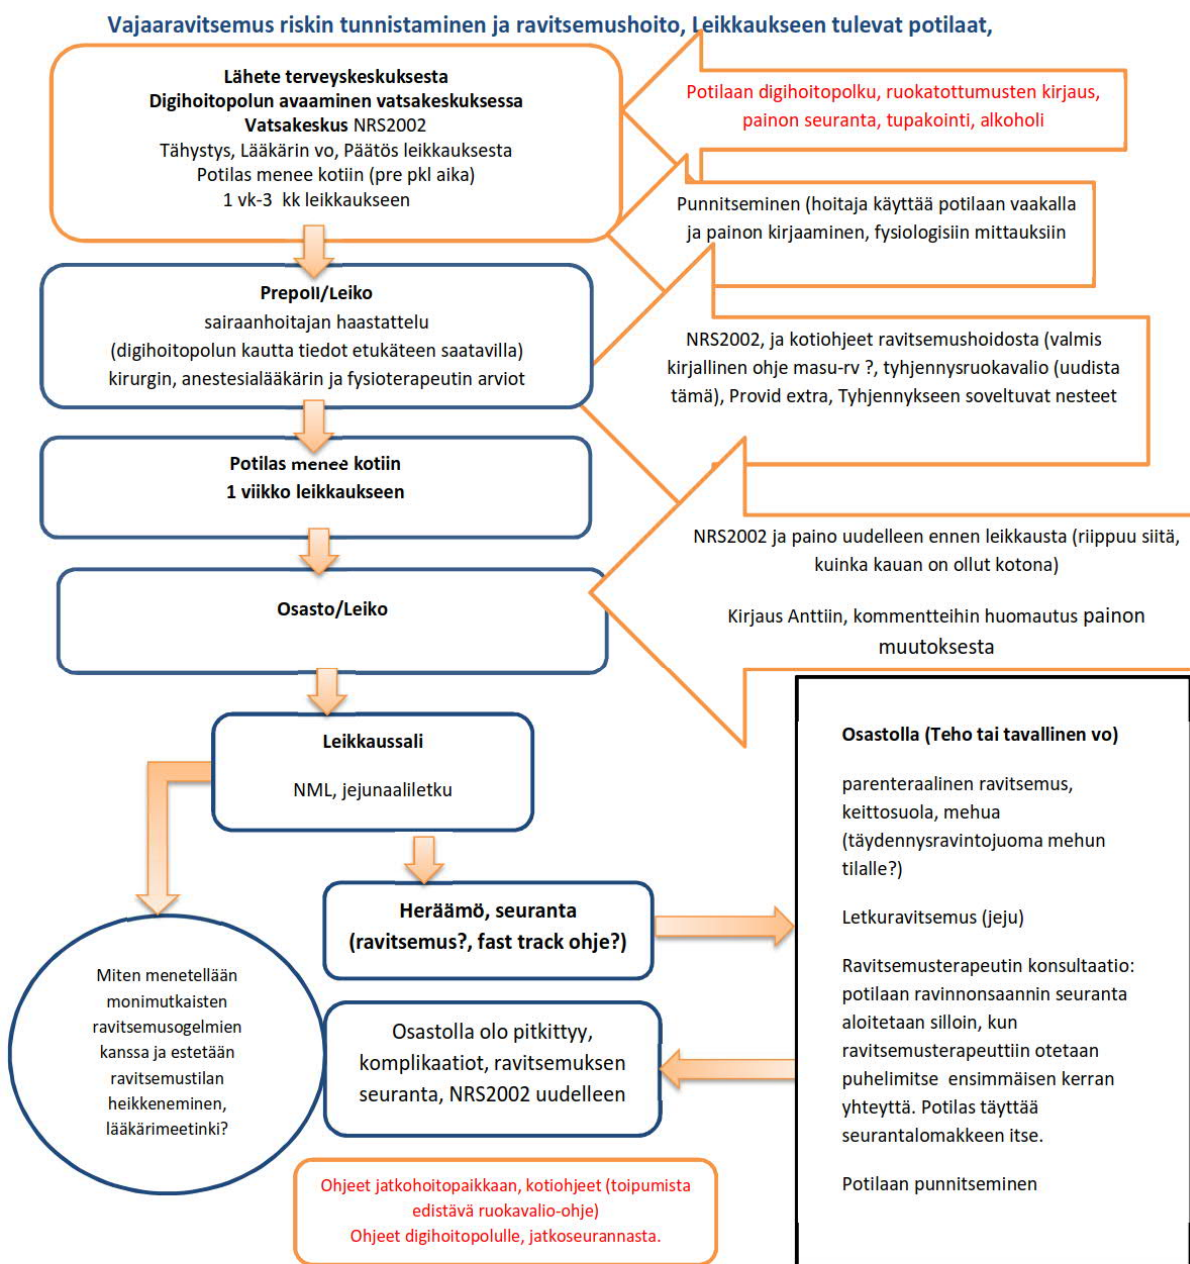 Vajaaravitsemus riskin tunnistaminen ja ravitsemushoito, Leikkaukseen tulevat potilaat,
Lähete terveyskeskuksesta
Digihoitopolun avaaminen vatsakeskuksessa
Vatsakeskus NRS2002
Tähystys, Lääkärin vo, Päätös leikkauksesta
Potilas menee kotiin (pre pkl aika)
1 vk-3 kk leikkaukseen
Potilaan digihoitopolku, ruokatottumusten kirjaus,
painon seuranta, tupakointi, alkoholi
Punnitseminen (hoitaja käyttää potilaan vaakalla
ja painon kirjaaminen, fysiologisiin mittauksiin
Prepoll/Leiko
sairaanhoitajan haastattelu
(digihoitopolun kautta tiedot etukäteen saatavilla)
kirurgin, anestesialääkärin ja fysioterapeutin arviot
NRS2002, ja kotiohjeet ravitsemushoidosta (valmis
kirjallinen ohje masu-rv ?, tyhjennysruokavalio (uudista
tämä), Provid extra, Tyhjennykseen soveltuvat nesteet
Potilas menee kotiin
1 viikko leikkaukseen
NRS2002 ja paino uudelleen ennen leikkausta (riippuu siitä,
kuinka kauan on ollut kotona)
Kirjaus Anttiin, kommentteihin huomautus painon
muutoksesta
Osasto/Leiko
Leikkaussali
NML, jejunaaliletku
Heräämö, seuranta
(ravitsemus?, fast track ohje?)
Osastolla (Teho tai tavallinen vo)
parenteraalinen ravitsemus,
keittosuola, mehua
(täydennysravintojuoma mehun
tilalle?)
Letkuravitsemus (jeju)
Ravitsemusterapeutin konsultaatio:
potilaan ravinnonsaannin seuranta
aloitetaan silloin, kun
ravitsemusterapeuttiin otetaan
puhelimitse ensimmäisen kerran
yhteyttä. Potilas täyttää
seurantalomakkeen itse.
Potilaan punnitseminen
Osastolla olo pitkittyy,
komplikaatiot, ravitsemuksen
seuranta, NRS2002 uudelleen
Miten menetellään
monimutkaisten
ravitsemusogelmien
kanssa ja estetään
ravitsemustilan
heikkeneminen,
lääkärimeetinki?
Ohjeet jatkohoitopaikkaan, kotiohjeet (toipumista
edistävä ruokavalio-ohje)
Ohjeet digihoitopolulle, jatkoseurannasta.